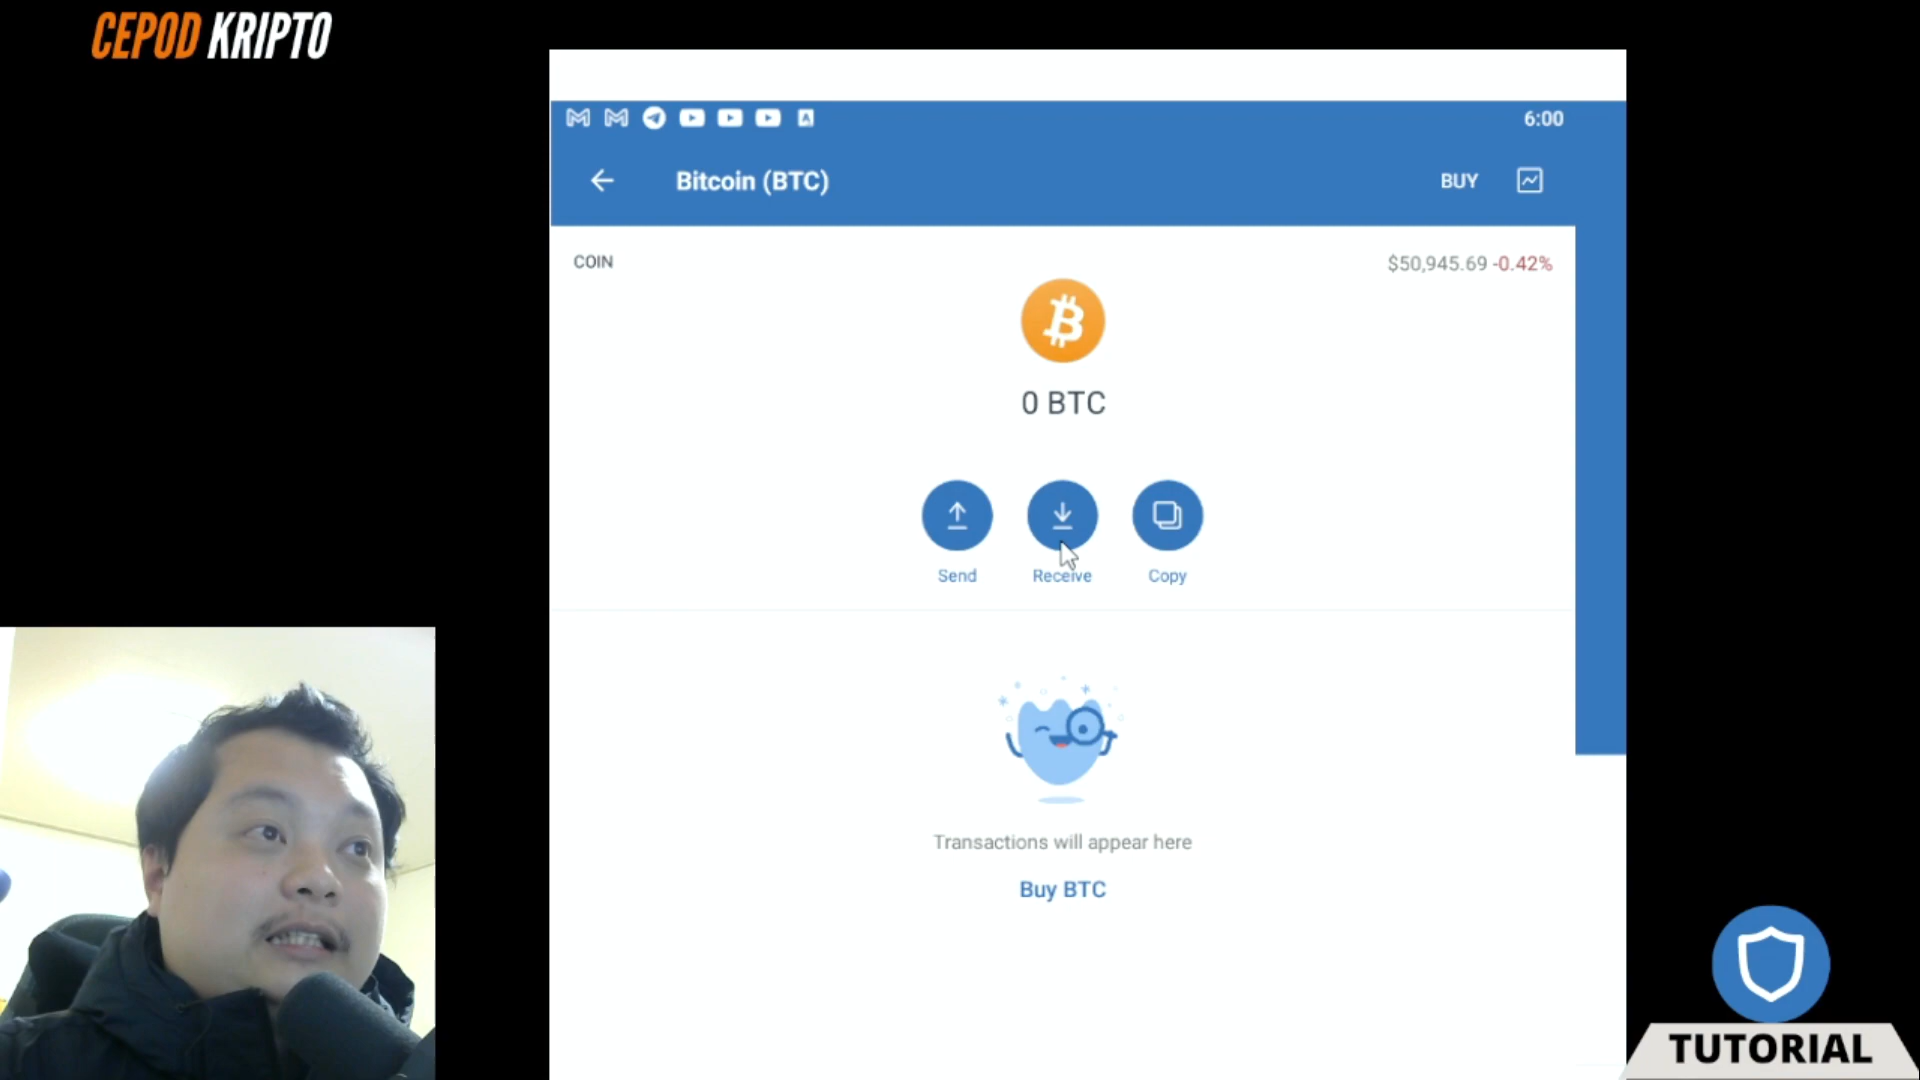 CEPOD KRIPTO
6:00
Bitcoin (BTC)
BUY
COIN
$50,945.69 -0.42%
0 BTC
Send
Receive
Copy
Transactions will appear here
Buy BTC
TUTORIAL